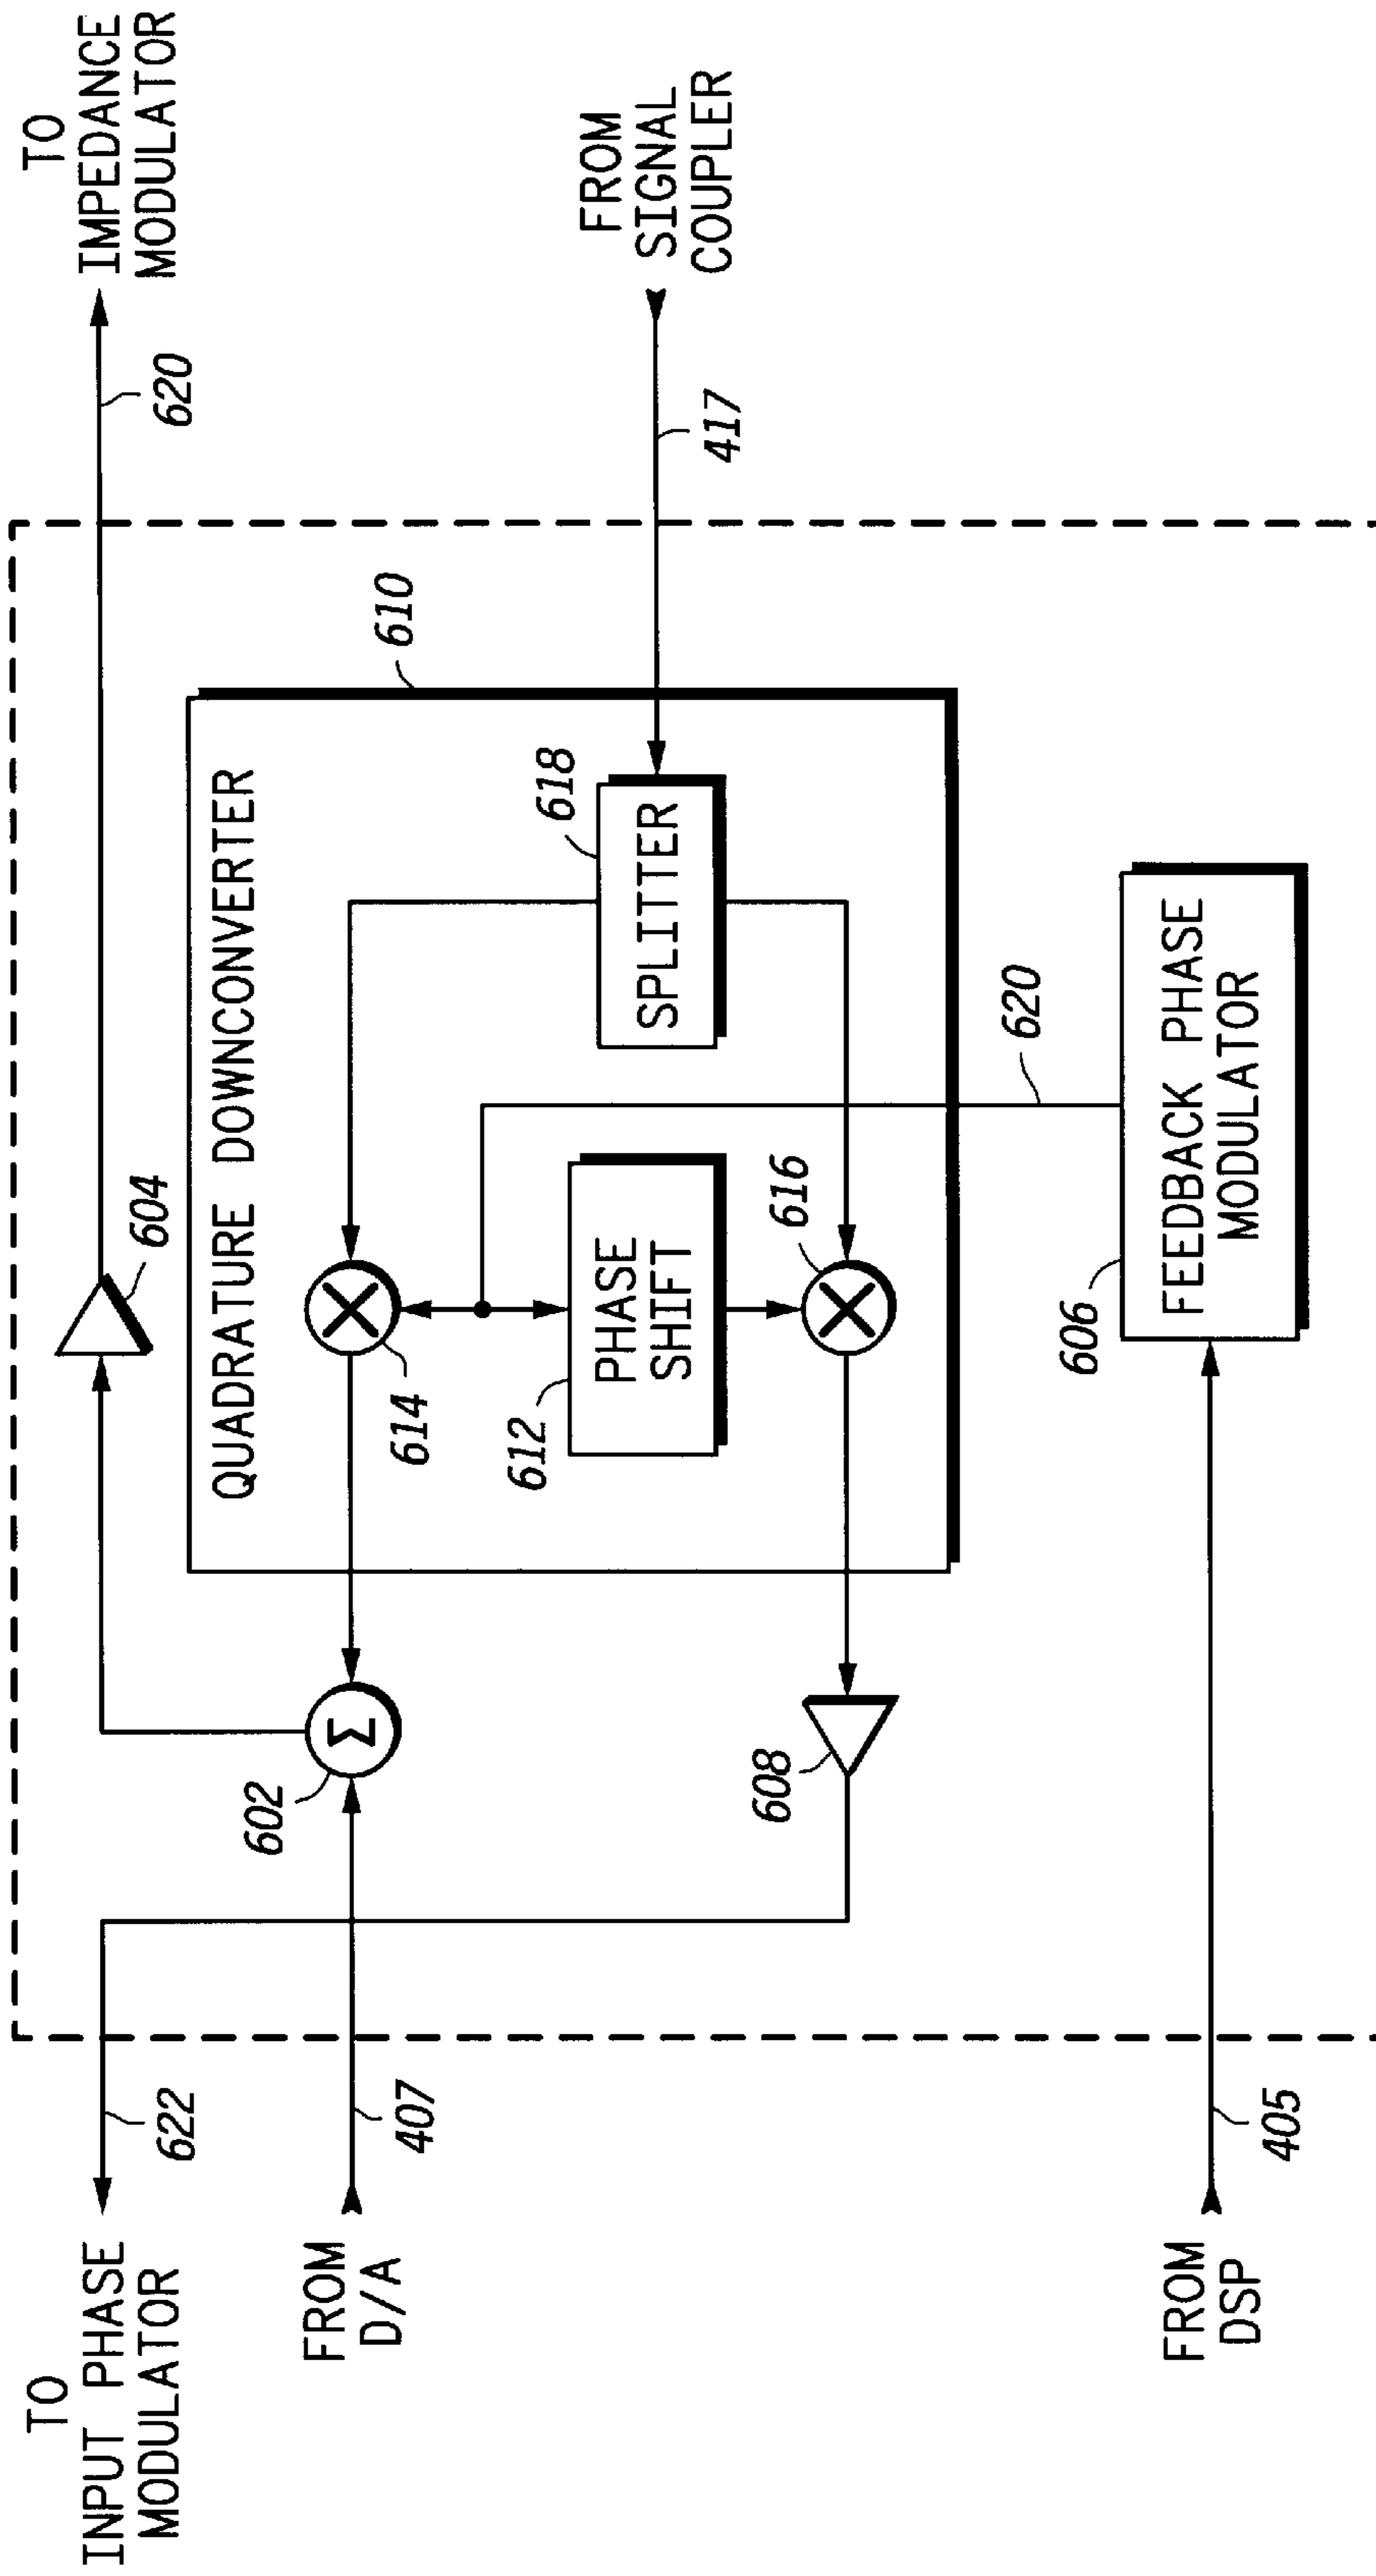 TO
INPUT PHASE
MODULATOR
622
TO
IMPEDANCE
MODULATOR
620
604
QUADRATURE DOWNCONVERTER
610
FROM
D/A
407
602
Σ
614
612
PHASE
SHIFT
618
SPLITTER
FROM
SIGNAL
COUPLER
417
616
608
620
606
FEEDBACK PHASE
MODULATOR
FROM
DSP
405